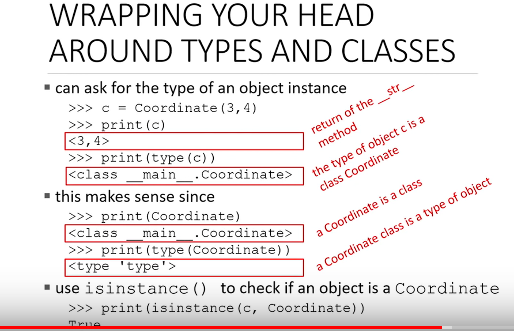 WRAPPING YOUR HEAD
AROUND TYPES AND CLASSES
▪ can ask for the type of an object instance
>>> c = Coordinate(3,4)
>>> print(c)
<3,4>
return of the __str__
method
>>> print(type(c))
<class __main__.Coordinate>
the type of object c is a
class Coordinate
▪ this makes sense since
>>> print(Coordinate)
<class __main__.Coordinate>
a Coordinate is a class
>>> print(type(Coordinate))
<type 'type'>
a Coordinate class is a type of object
▪ use isinstance() to check if an object is a Coordinate
>>> print(isinstance(c, Coordinate))
True